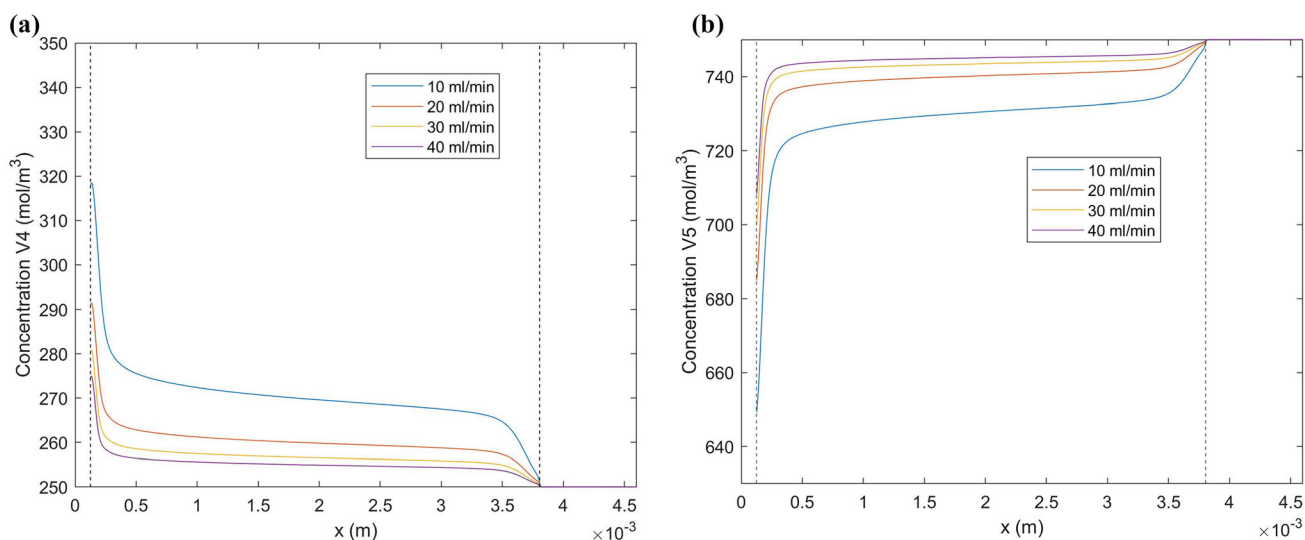 (a)
350
340
330
320
310
300
290
280
270
260
250
Concentration V4 (mol/m³)
10 ml/min
20 ml/min
30 ml/min
40 ml/min
0
0.5
1
1.5
2
2.5
3
3.5
4
4.5
x (m)
×10⁻³
(b)
740
720
700
680
660
640
Concentration V5 (mol/m³)
10 ml/min
20 ml/min
30 ml/min
40 ml/min
0
0.5
1
1.5
2
2.5
3
3.5
4
4.5
x (m)
×10⁻³